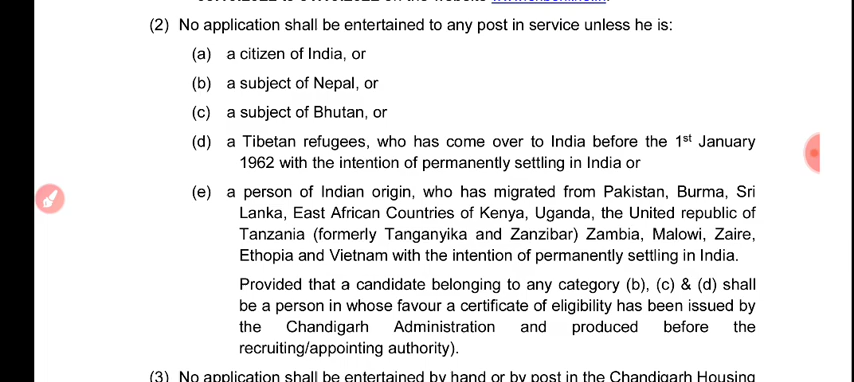 (2) No application shall be entertained to any post in service unless he is:
(a) a citizen of India, or
(b) a subject of Nepal, or
(c) a subject of Bhutan, or
(d) a Tibetan refugees, who has come over to India before the 1st January
1962 with the intention of permanently settling in India or
(e) a person of Indian origin, who has migrated from Pakistan, Burma, Sri
Lanka, East African Countries of Kenya, Uganda, the United republic of
Tanzania (formerly Tanganyika and Zanzibar) Zambia, Malowi, Zaire,
Ethopia and Vietnam with the intention of permanently settling in India.
Provided that a candidate belonging to any category (b), (c) & (d) shall
be a person in whose favour a certificate of eligibility has been issued by
the Chandigarh Administration and produced before the
recruiting/appointing authority).
(3) No application shall be entertained by hand or by post in the Chandigarh Housing